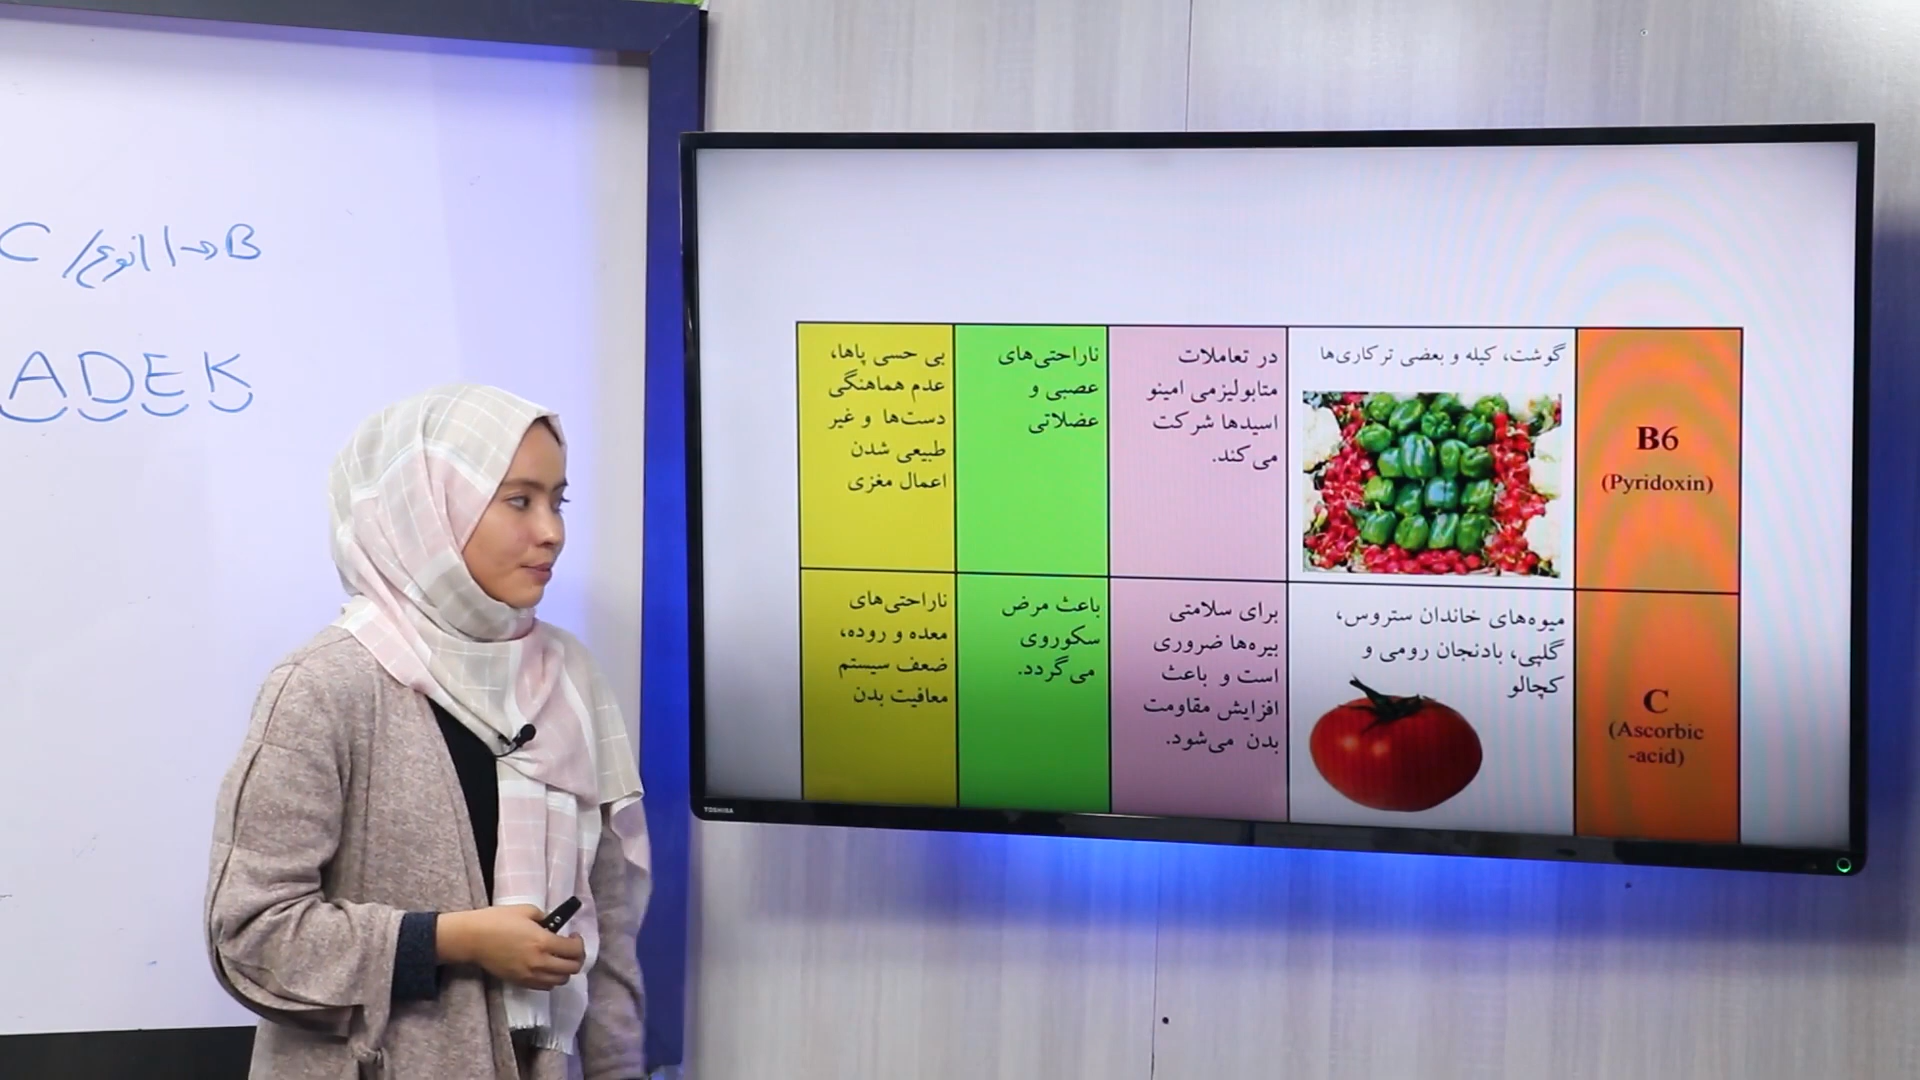 C / انوع ا → B
ADEK
B6
(Pyridoxin)
گوشت، کیله و بعضی ترکاری‌ها
در تعاملات
متابولیزمی امینو
اسیدها شرکت
می‌کند.
ناراحتی‌های
عصبی و
عضلاتی
بی حسی پاها،
عدم هماهنگی
دست‌ها و غیر
طبیعی شدن
اعمال مغزی
C
(Ascorbic
-acid)
میوه‌های خاندان ستروس،
گلپی، بادنجان رومی و
کچالو
برای سلامتی
بیره‌ها ضروری
است و باعث
افزایش مقاومت
بدن می‌شود.
باعث مرض
سکوروی
می‌گردد.
ناراحتی‌های
معده و روده،
ضعف سیستم
معافیت بدن
TOSHIBA